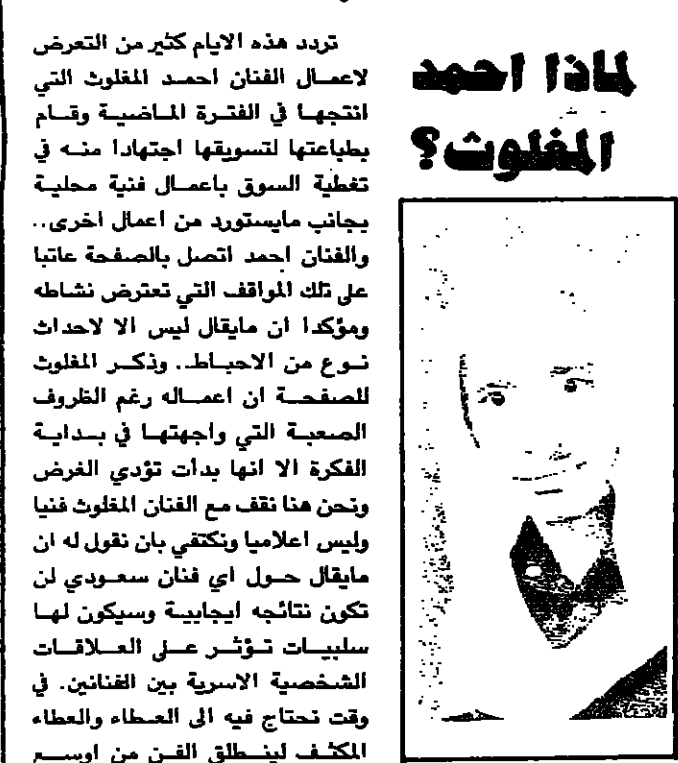 لماذا احمد
المغلوث؟
تردد هذه الايام كثير من التعرض
لاعمال الفنان احمد المغلوث التي
انتجها في الفترة الماضية وقام
بطباعتها لتسويقها اجتهادا منه في
تغطية السوق باعمال فنية محلية
بجانب مايستورد من اعمال اخرى..
والفنان احمد اتصل بالصفحة عاتبا
على تلك المواقف التي تعترض نشاطه
ومؤكدا ان مايقال ليس الا لاحداث
نوع من الاحباط.. وذكر المغلوث
للصفحة ان اعماله رغم الظروف
الصعبة التي واجهتها في بداية
الفكرة الا انها بدأت تؤدي الغرض
ونحن هنا نقف مع الفنان المغلوث فنيا
وليس اعلاميا ونكتفي بان نقول له ان
مايقال حول اي فنان سعودي لن
تكون نتائجه ايجابية وسيكون لها
سلبيات تؤثر على العلاقات
الشخصية الاسرية بين الفنانين. في
وقت نحتاج فيه الى العطاء والعطاء
المكثف لينطلق الفن من اوسع